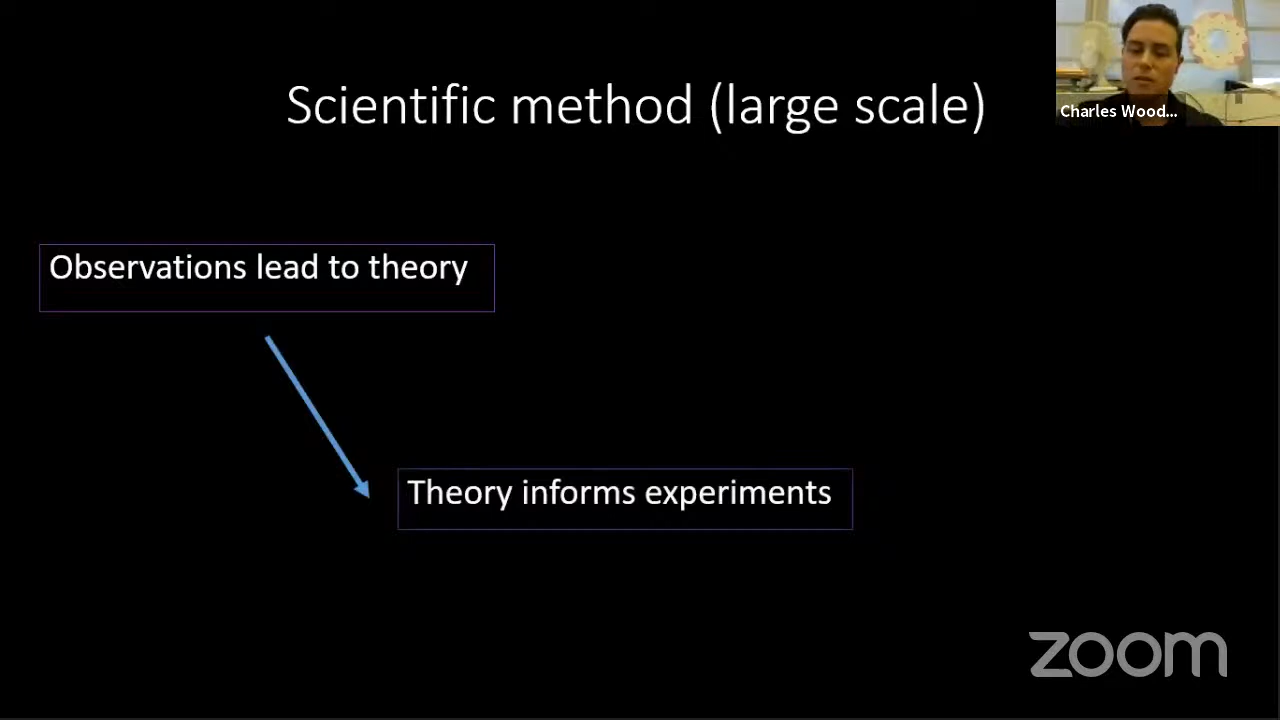 Scientific method (large scale)
Charles Wood...
Observations lead to theory
Theory informs experiments
zoom